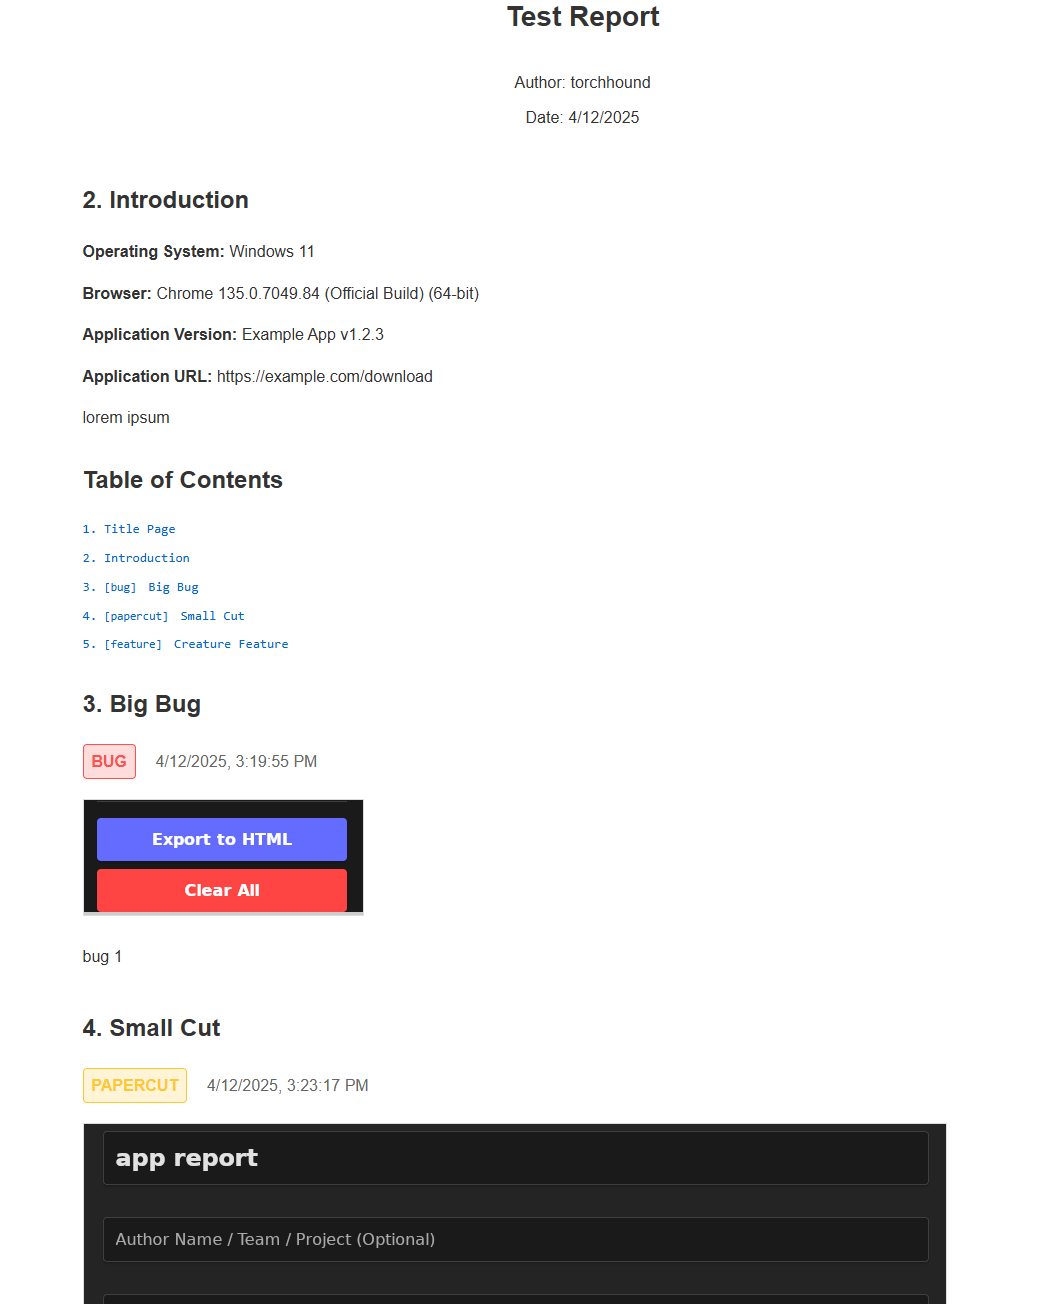 Test Report
Author: torchhound
Date: 4/12/2025
2. Introduction
Operating System: Windows 11
Browser: Chrome 135.0.7049.84 (Official Build) (64-bit)
Application Version: Example App v1.2.3
Application URL: https://example.com/download
lorem ipsum
Table of Contents
1. Title Page
2. Introduction
3. [bug] Big Bug
4. [papercut] Small Cut
5. [feature] Creature Feature
3. Big Bug
BUG 4/12/2025, 3:19:55 PM
Export to HTML
Clear All
bug 1
4. Small Cut
PAPERCUT 4/12/2025, 3:23:17 PM
app report
Author Name / Team / Project (Optional)